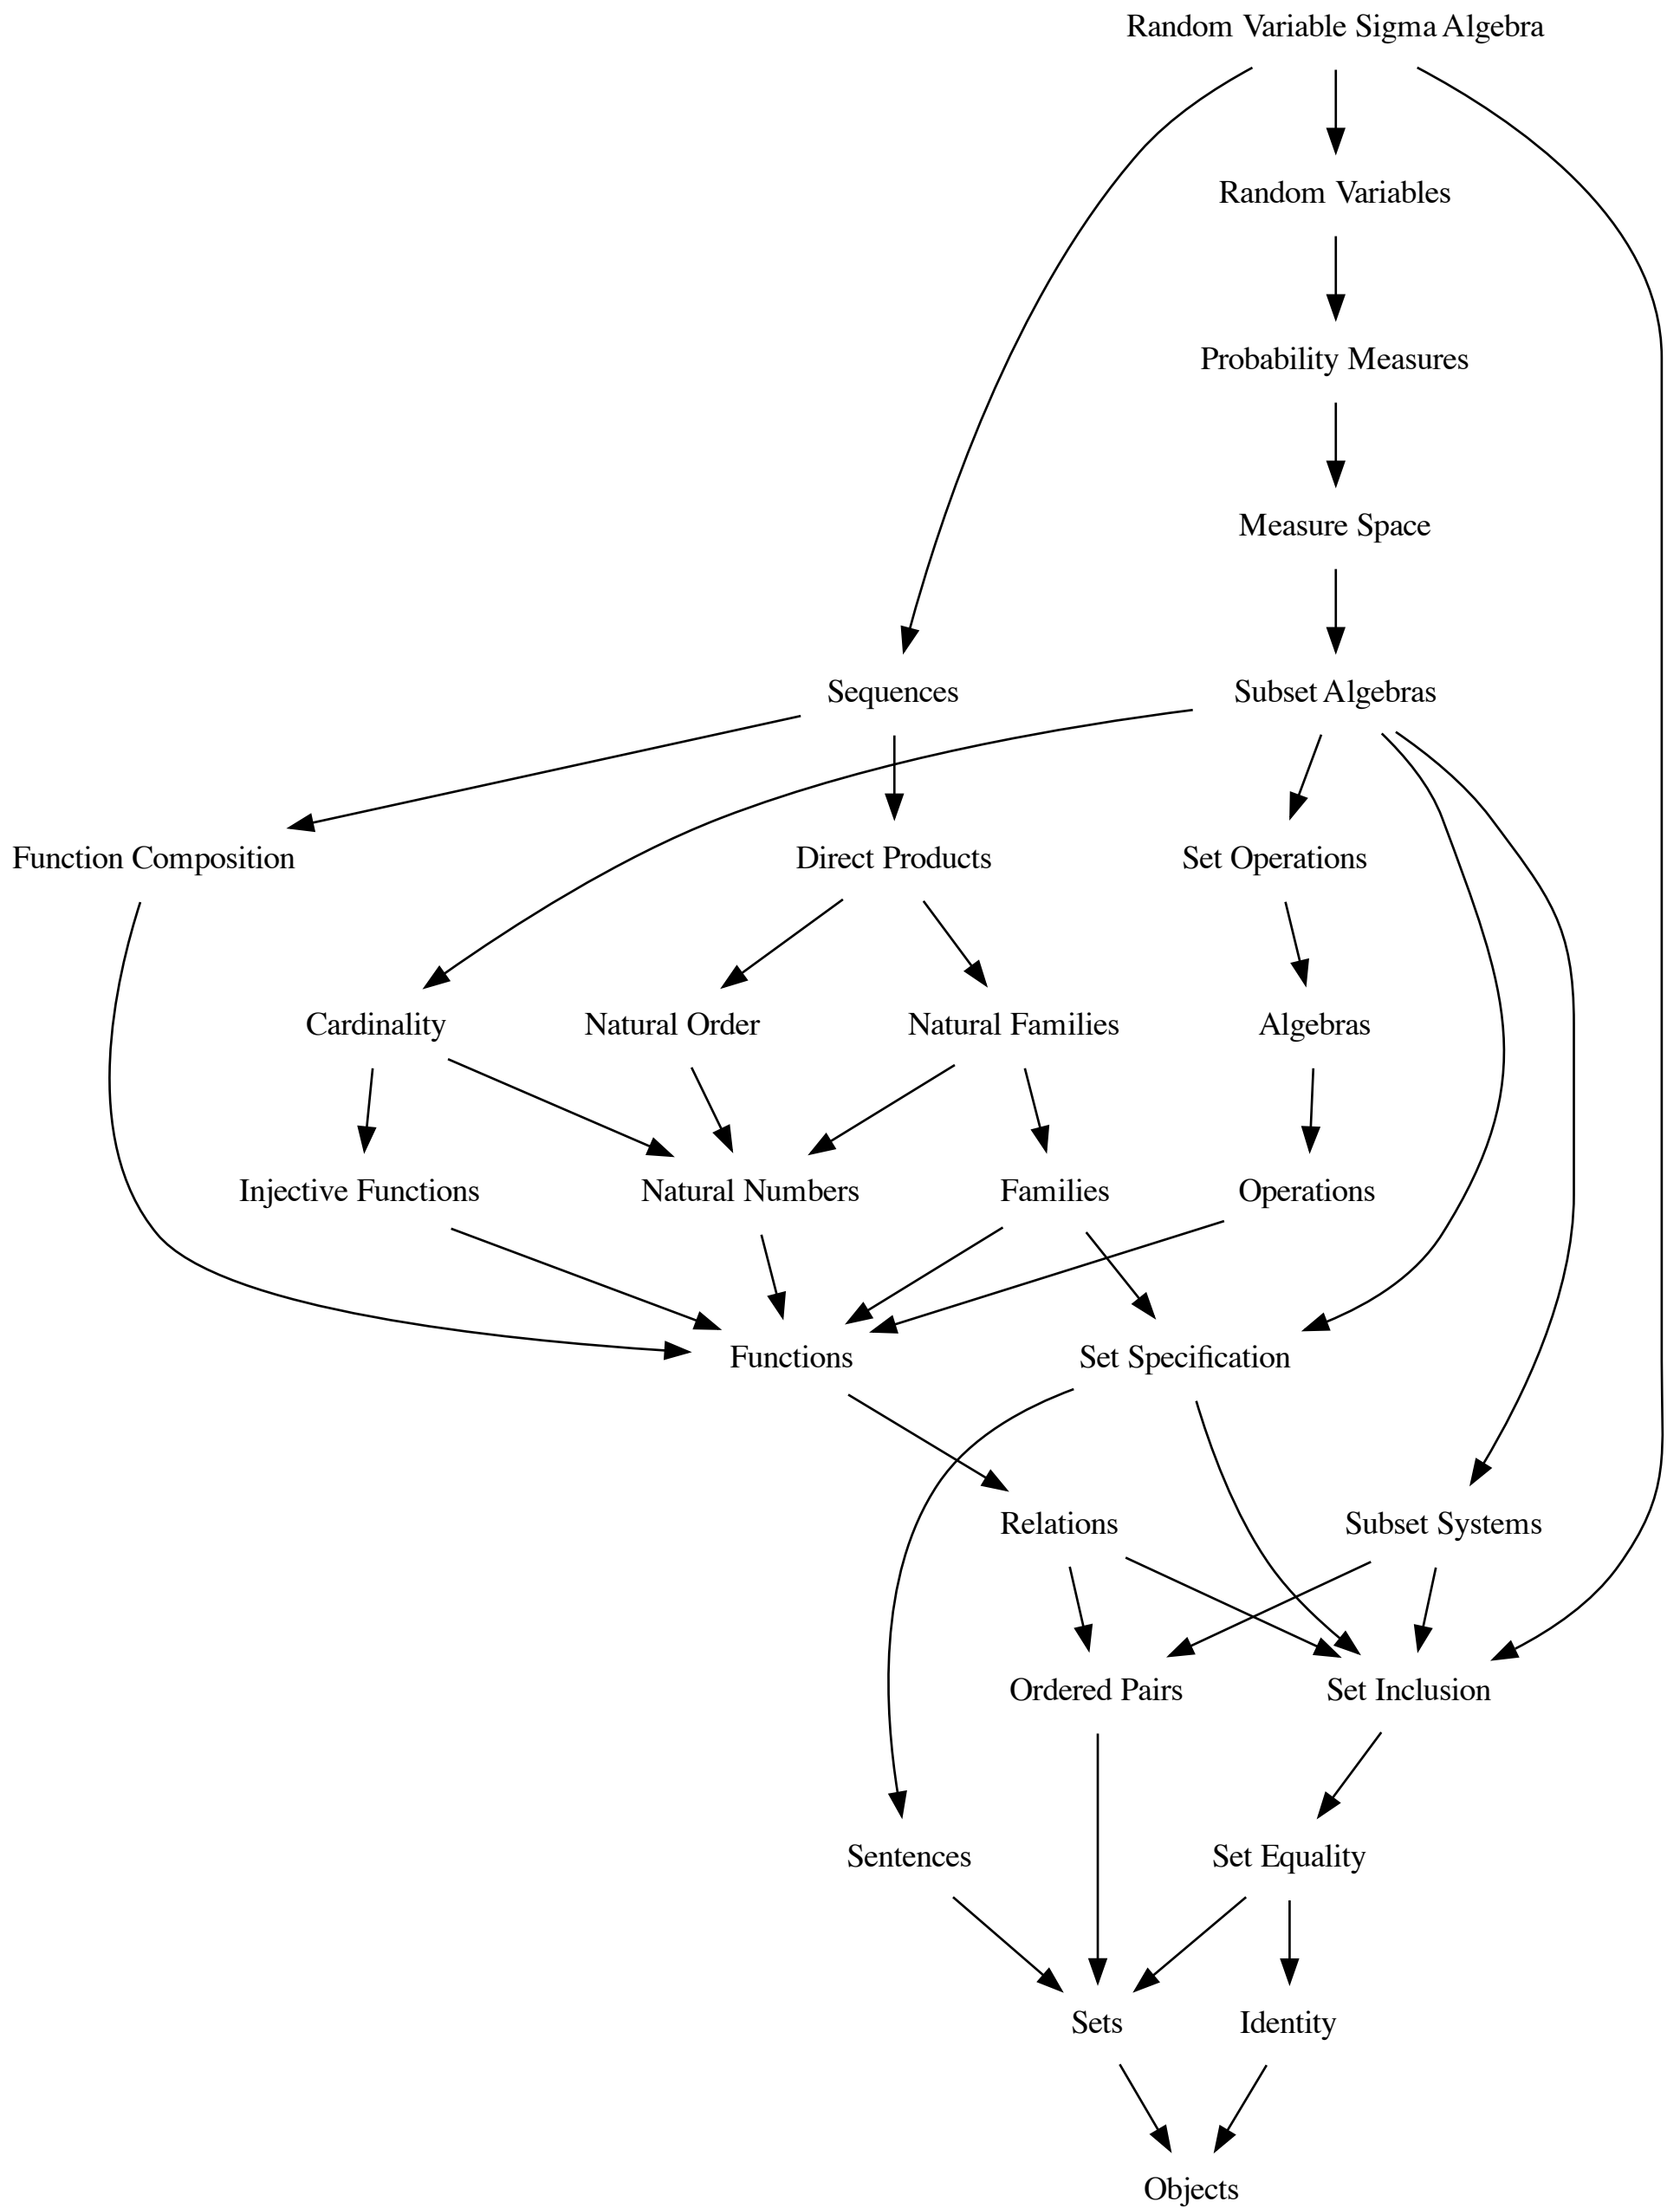 Random Variable Sigma Algebra
Random Variables
Probability Measures
Measure Space
Sequences
Subset Algebras
Function Composition
Direct Products
Set Operations
Cardinality
Natural Order
Natural Families
Algebras
Injective Functions
Natural Numbers
Families
Operations
Functions
Set Specification
Relations
Subset Systems
Ordered Pairs
Set Inclusion
Sentences
Set Equality
Sets
Identity
Objects